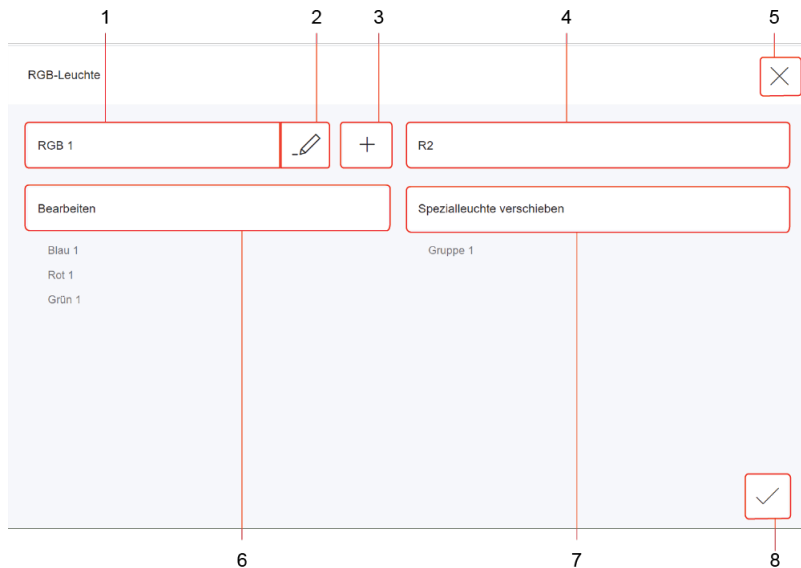 1 2 3 4 5
RGB-Leuchte
RGB 1 R2
Bearbeiten Spezialleuchte verschieben
Blau 1 Gruppe 1
Rot 1
Grün 1
6 7 8